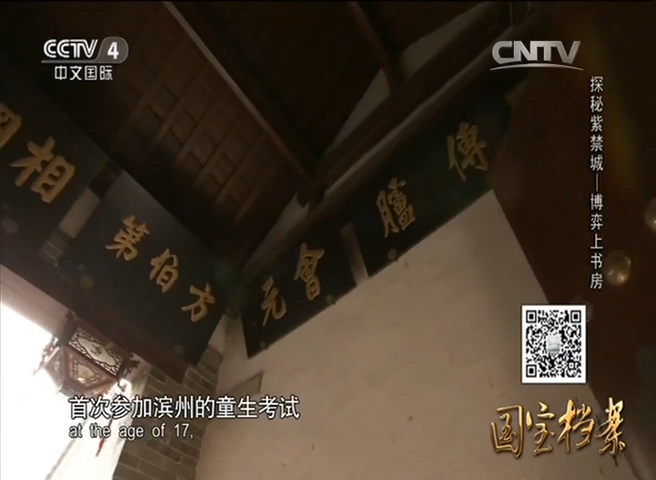 CCTV 4
中文国际
CNTV
探秘紫禁城—博弈上书房
相
方伯第
會元
傳臚
首次参加滨州的童生考试
at the age of 17,
国宝档案